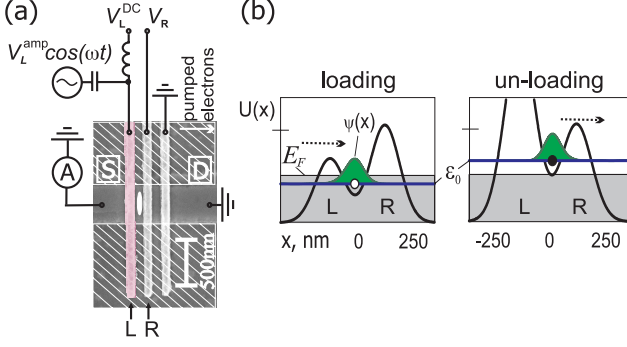 (a)
V_L^DC V_R
V_L^amp cos(ωt)
pumped
electrons
A
S D
500nm
L R
(b)
loading
U(x)
ψ(x)
E_F
L R
x, nm 0 250
un-loading
ε₀
L R
-250 0 250